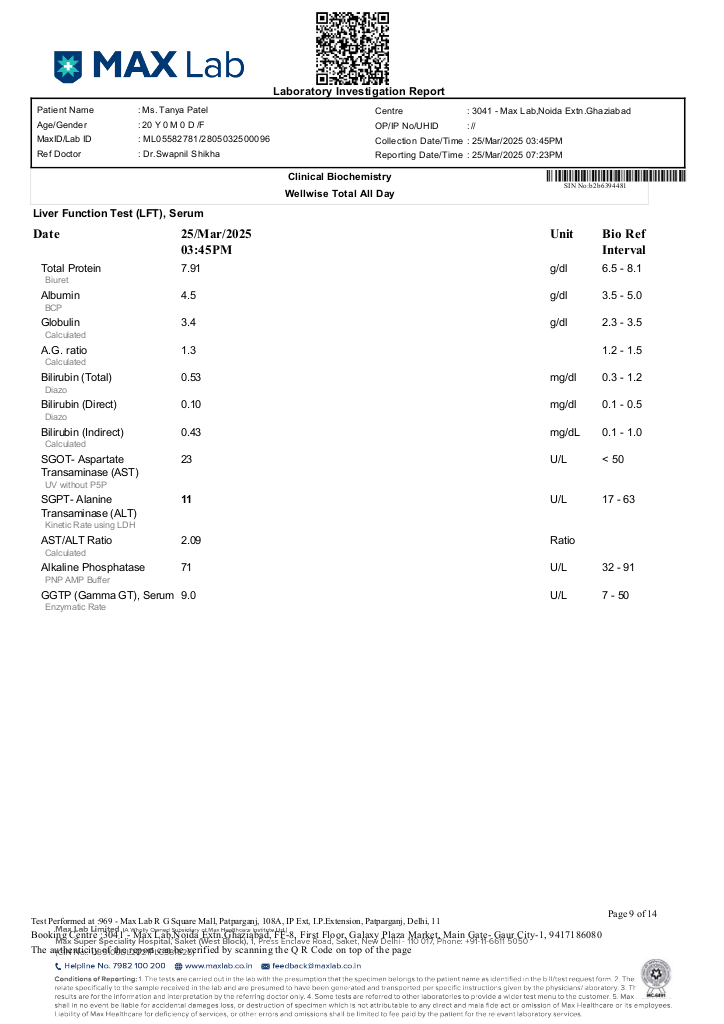 MAX Lab
Laboratory Investigation Report
Patient Name : Ms. Tanya Patel
Centre : 3041 - Max Lab,Noida Extn.Ghaziabad
Age/Gender : 20 Y 0 M 0 D /F
OP/IP No/UHID : //
MaxID/Lab ID : ML05582781/2805032500096
Collection Date/Time : 25/Mar/2025 03:45PM
Ref Doctor : Dr.Swapnil Shikha
Reporting Date/Time : 25/Mar/2025 07:23PM
Clinical Biochemistry
SIN No:b2b6394481
Wellwise Total All Day
Liver Function Test (LFT), Serum
Date 25/Mar/2025 03:45PM Unit Bio Ref Interval
Total Protein 7.91 g/dl 6.5 - 8.1
Biuret
Albumin 4.5 g/dl 3.5 - 5.0
BCP
Globulin 3.4 g/dl 2.3 - 3.5
Calculated
A.G. ratio 1.3 1.2 - 1.5
Calculated
Bilirubin (Total) 0.53 mg/dl 0.3 - 1.2
Diazo
Bilirubin (Direct) 0.10 mg/dl 0.1 - 0.5
Diazo
Bilirubin (Indirect) 0.43 mg/dL 0.1 - 1.0
Calculated
SGOT- Aspartate 23 U/L < 50
Transaminase (AST)
UV without P5P
SGPT- Alanine 11 U/L 17 - 63
Transaminase (ALT)
Kinetic Rate using LDH
AST/ALT Ratio 2.09 Ratio
Calculated
Alkaline Phosphatase 71 U/L 32 - 91
PNP AMP Buffer
GGTP (Gamma GT), Serum 9.0 U/L 7 - 50
Enzymatic Rate
Page 9 of 14
Test Performed at :969 - Max Lab R G Square Mall, Patparganj, 108A, IP Ext, I.P.Extension, Patparganj, Delhi, 11
Max Lab Limited (A Wholly Owned Subsidiary of Max Healthcare Institute Ltd.)
Booking Centre :3041 - Max Lab,Noida Extn.Ghaziabad, FF-8, First Floor, Galaxy Plaza Market, Main Gate- Gaur City-1, 9417186080
Max Super Speciality Hospital, Saket (West Block), 1, Press Enclave Road, Saket, New Delhi - 110 017, Phone: +91-11-6611 5050
The authenticity of the report can be verified by scanning the Q R Code on top of the page
Helpline No. 7982 100 200 www.maxlab.co.in feedback@maxlab.co.in
Conditions of Reporting: 1. The tests are carried out in the lab with the presumption that the specimen belongs to the patient name as identified in the bill/test request form. 2. The
relate specifically to the sample received in the lab and are presumed to have been generated and transported per specific instructions given by the physicians/ laboratory. 3. Th
results are for the information and interpretation by the referring doctor only. 4. Some tests are referred to other laboratories to provide a wider test menu to the customer. 5. Max
shall in no event be liable for accidental damages, loss, or destruction of specimen which is not attributable to any direct and mala fide act or omission of Max Healthcare or its employees.
Liability of Max Healthcare for deficiency of services, or other errors and omissions shall be limited to fee paid by the patient for the relevant laboratory services.